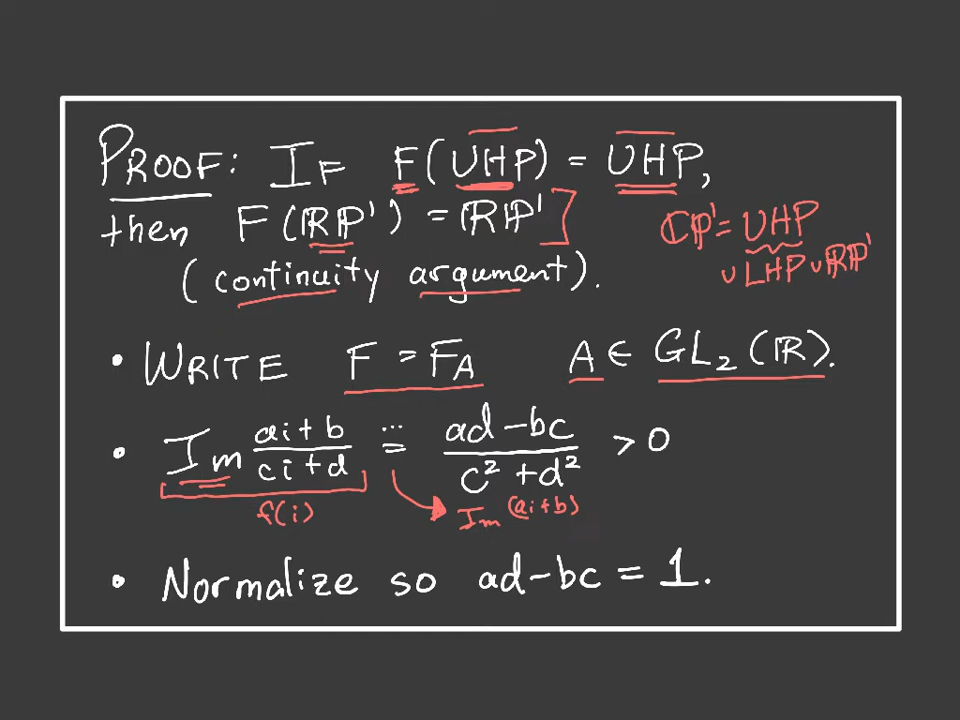 PROOF: IF F(UHP) = UHP,
then F(ℝP¹) = ℝP¹
(continuity argument).
ℂP¹ = UHP
∪ LHP ∪ ℝP¹
• WRITE F = F_A A ∈ GL₂(ℝ).
• Im (ai+b)/(ci+d) ⃛= (ad-bc)/(c²+d²) > 0
f(i) Im (ai+b)
• Normalize so ad-bc = 1.